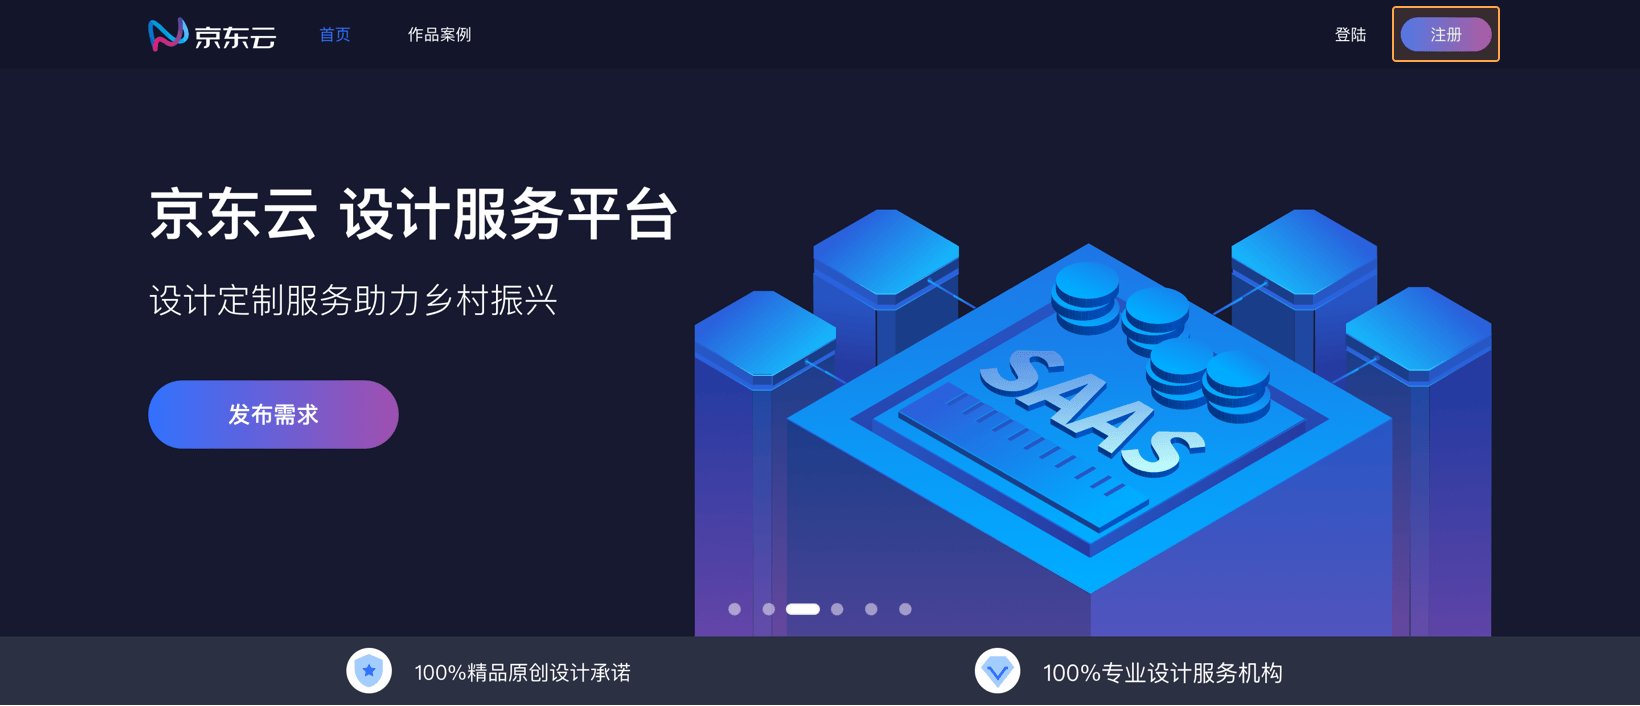 京东云 首页 作品案例 登陆 注册
京东云 设计服务平台
设计定制服务助力乡村振兴
发布需求
SAAS
100%精品原创设计承诺 100%专业设计服务机构